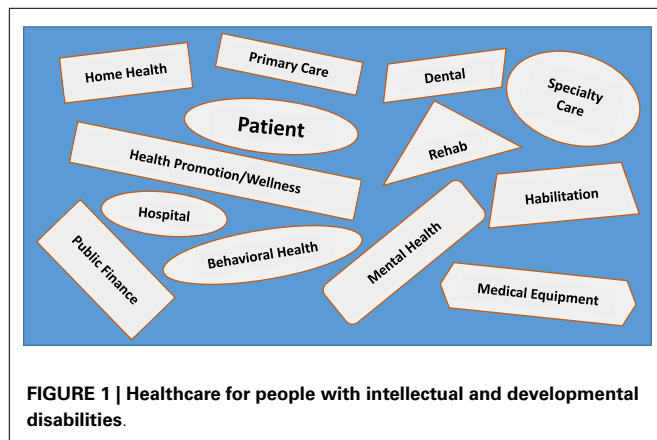 Home Health
Primary Care
Dental
Specialty
Care
Patient
Rehab
Health Promotion/Wellness
Habilitation
Hospital
Behavioral Health
Mental Health
Public Finance
Medical Equipment
FIGURE 1 | Healthcare for people with intellectual and developmental
disabilities.